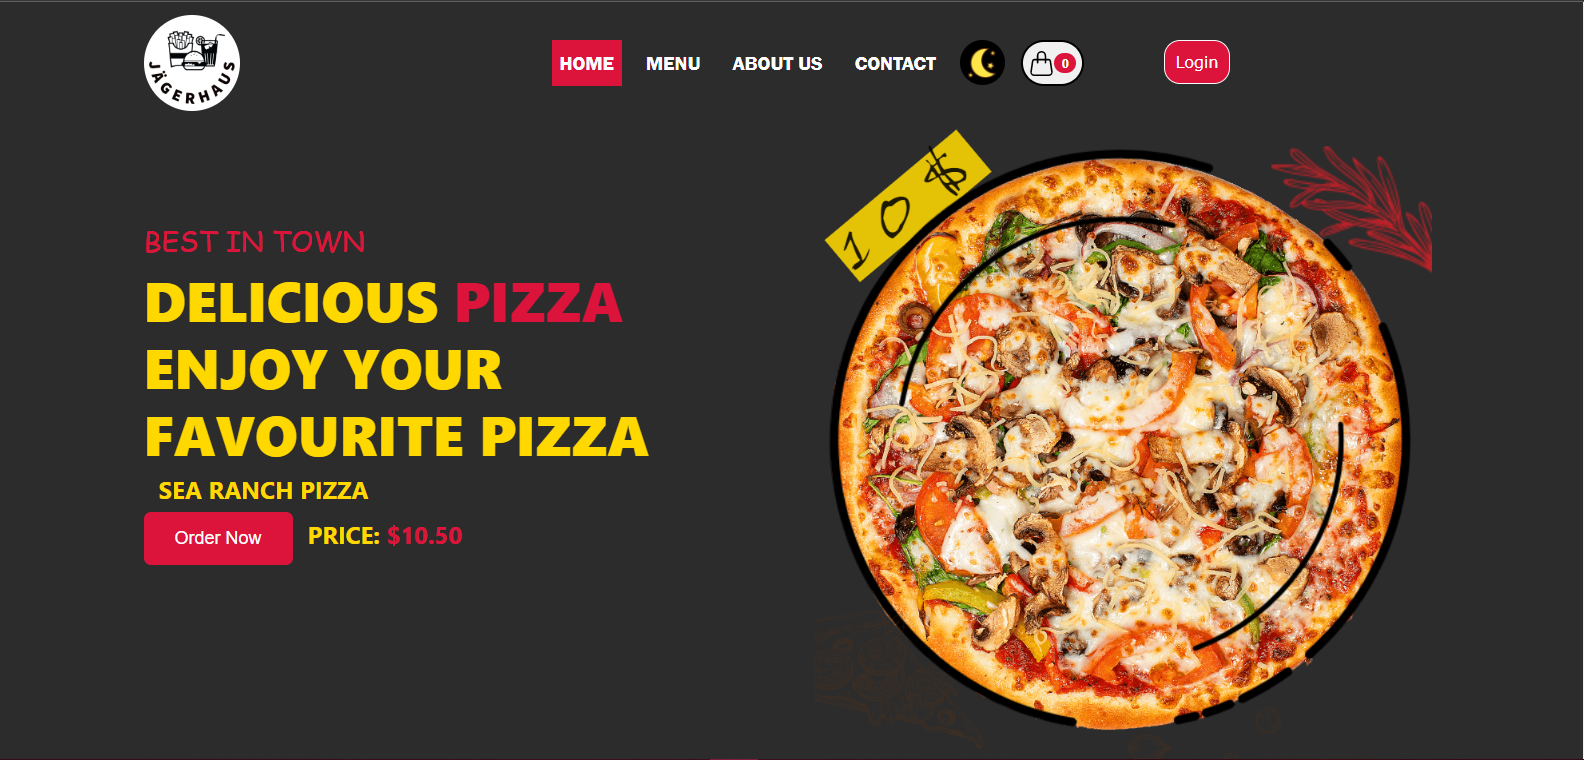 JÄGERHAUS
HOME MENU ABOUT US CONTACT 0 Login
10$
BEST IN TOWN
DELICIOUS PIZZA
ENJOY YOUR
FAVOURITE PIZZA
SEA RANCH PIZZA
Order Now PRICE: $10.50